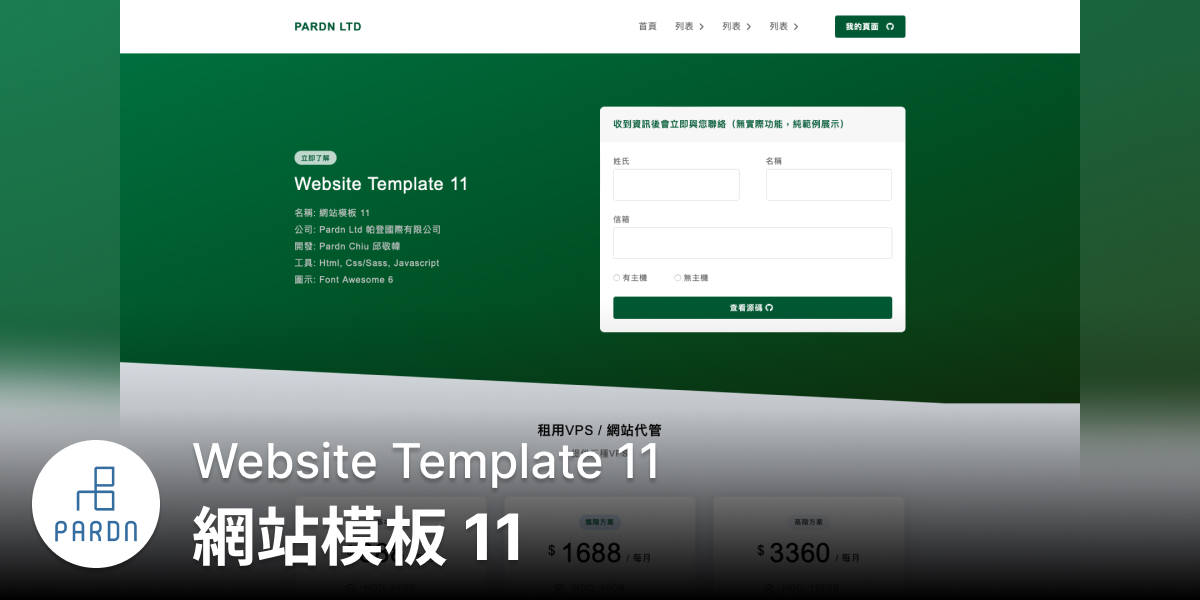 PARDN LTD
首頁
列表
列表
列表
我的頁面
收到資訊後會立即與您聯絡（無實際功能，純範例展示）
立即了解
Website Template 11
名稱: 網站模板 11
公司: Pardn Ltd 帕登國際有限公司
開發: Pardn Chiu 邱敬幃
工具: Html, Css/Sass, Javascript
圖示: Font Awesome 6
姓氏
名稱
信箱
有主機
無主機
查看源碼
租用VPS / 網站代管
Website Template 11
PARDN
網站模板 11
進階方案
$ 1688 / 每月
高階方案
$ 3360 / 每月